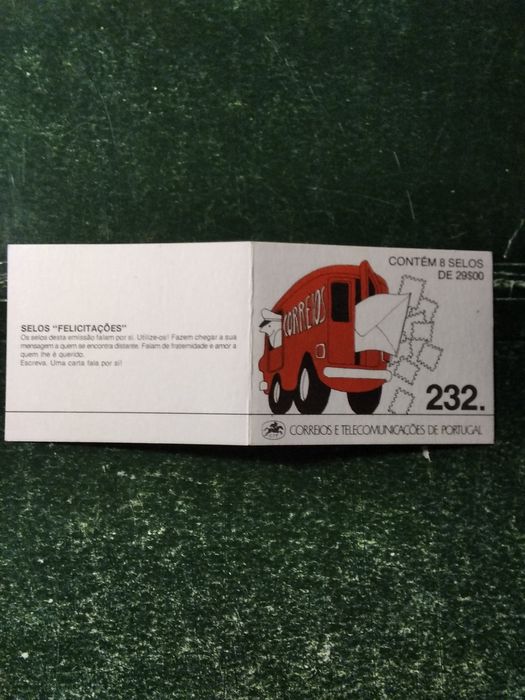 SELOS "FELICITAÇÕES"
Os selos desta emissão falam por si. Utilize-os! Fazem chegar a sua
mensagem a quem se encontra distante. Falam de fraternidade e amor a
quem lhe é querido.
Escreva. Uma carta fala por si!
CONTÉM 8 SELOS
DE 29$00
CORREIOS
232.
CORREIOS E TELECOMUNICAÇÕES DE PORTUGAL